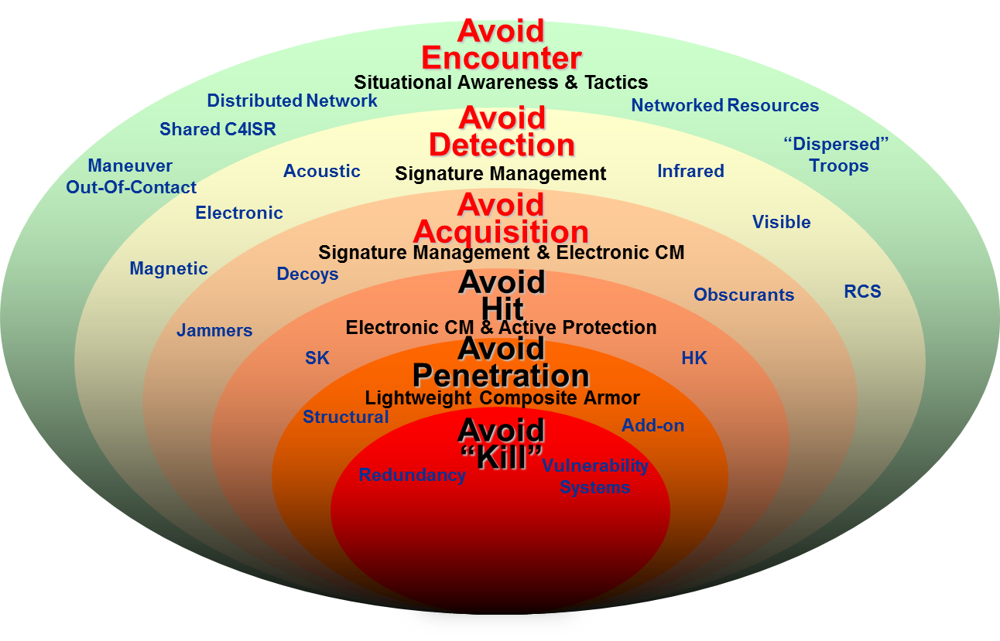 Avoid
Encounter
Situational Awareness & Tactics
Distributed Network
Networked Resources
Shared C4ISR
“Dispersed”
Troops
Maneuver
Out-Of-Contact
Avoid
Detection
Signature Management
Acoustic
Infrared
Electronic
Visible
Magnetic
RCS
Avoid
Acquisition
Signature Management & Electronic CM
Decoys
Obscurants
Jammers
Avoid
Hit
Electronic CM & Active Protection
SK
HK
Avoid
Penetration
Lightweight Composite Armor
Structural
Add-on
Avoid
“Kill”
Redundancy
Vulnerability
Systems